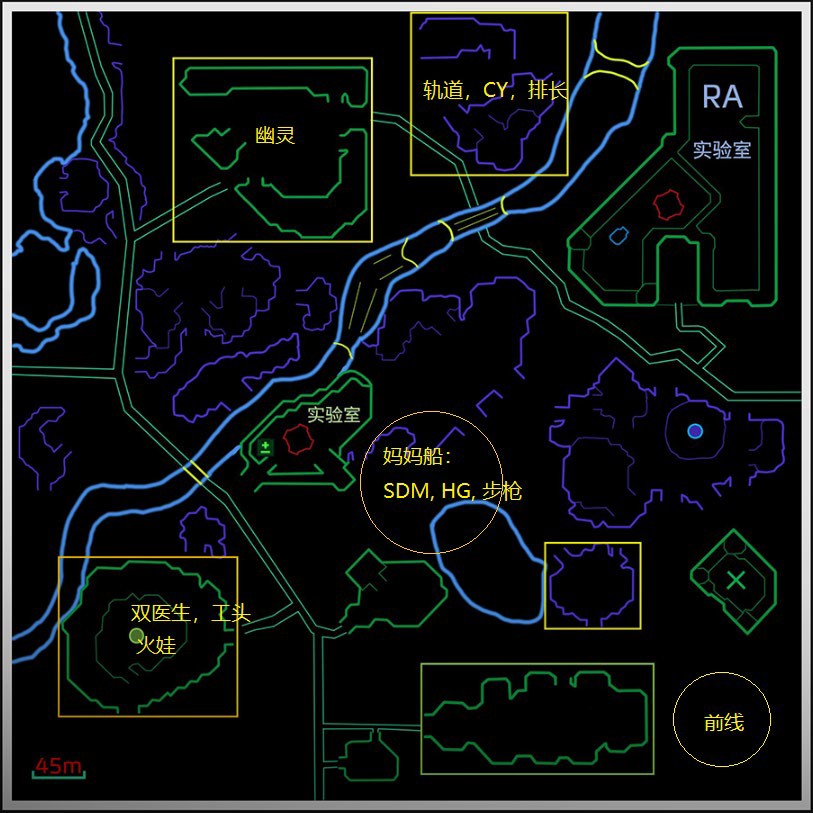 轨道，CY，排长
RA
实验室
幽灵
实验室
妈妈船：
SDM, HG, 步枪
双医生，工头
火娃
前线
45m